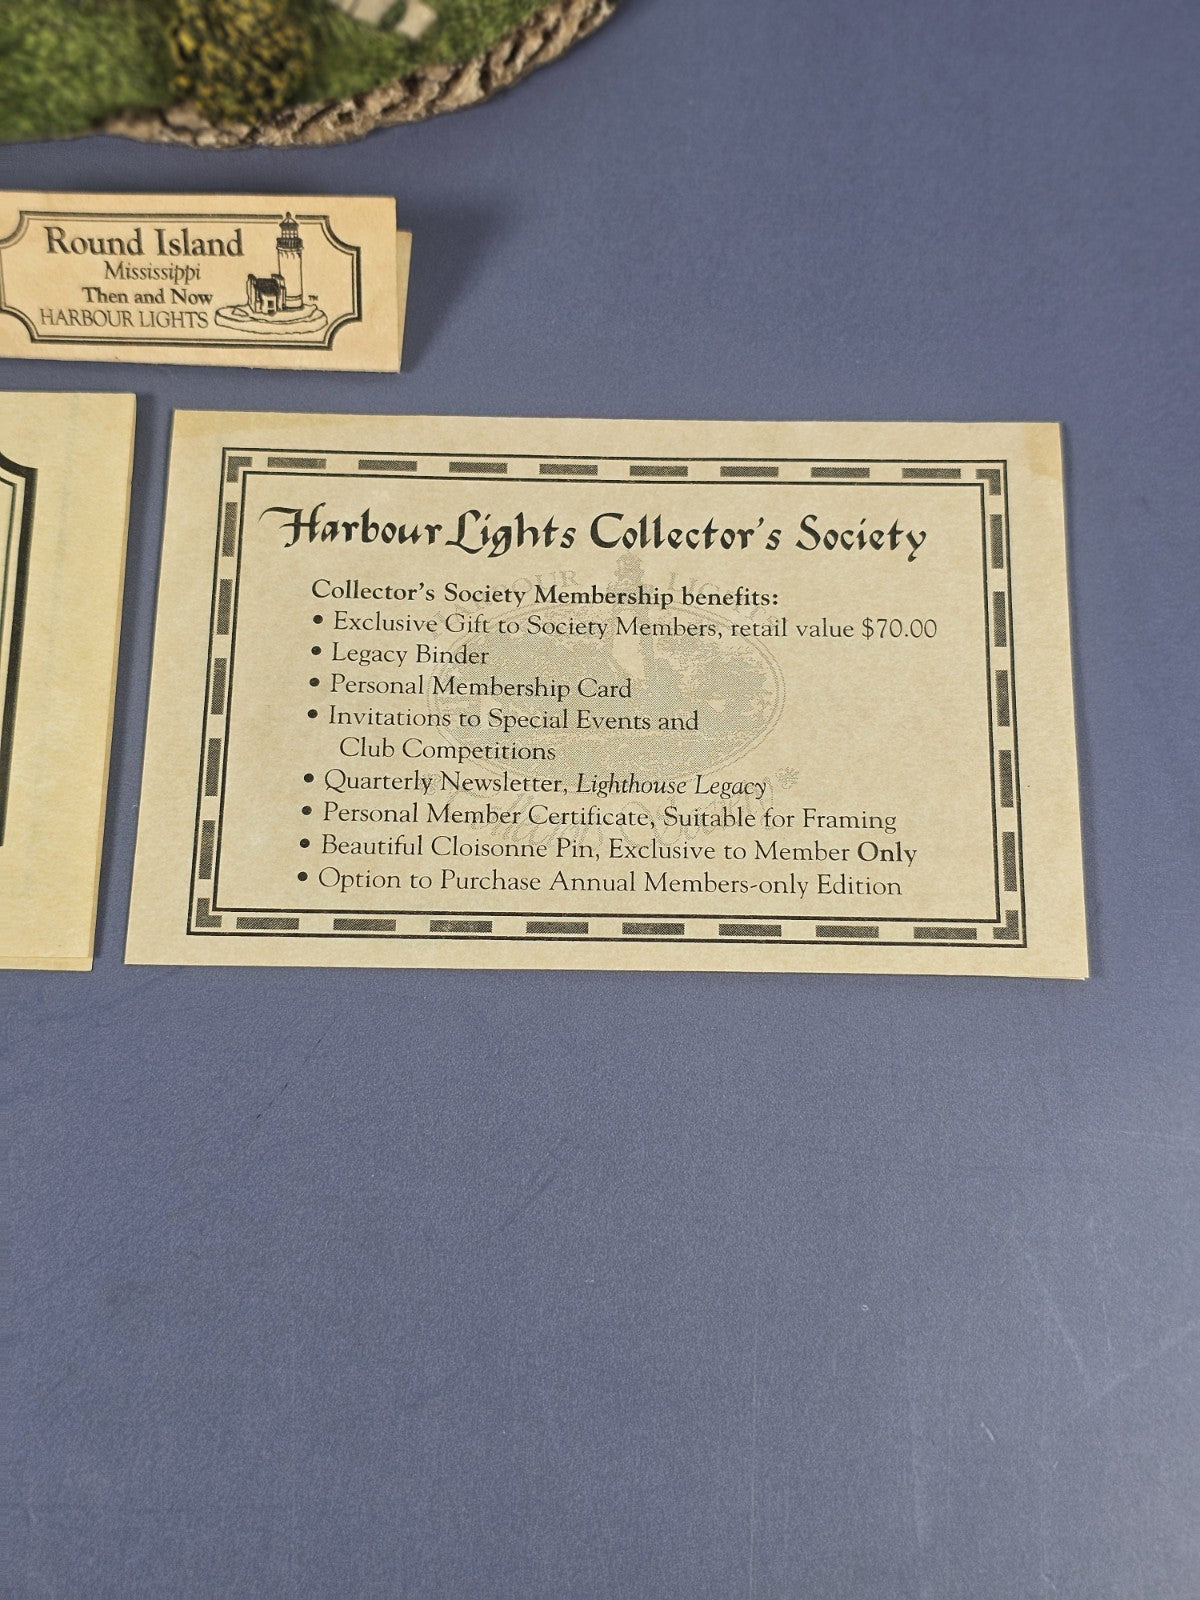 Round Island
Mississippi
Then and Now
HARBOUR LIGHTS
™
Harbour Lights Collector's Society
Collector's Society Membership benefits:
• Exclusive Gift to Society Members, retail value $70.00
• Legacy Binder
• Personal Membership Card
• Invitations to Special Events and
Club Competitions
• Quarterly Newsletter, Lighthouse Legacy
• Personal Member Certificate, Suitable for Framing
• Beautiful Cloisonne Pin, Exclusive to Member Only
• Option to Purchase Annual Members-only Edition